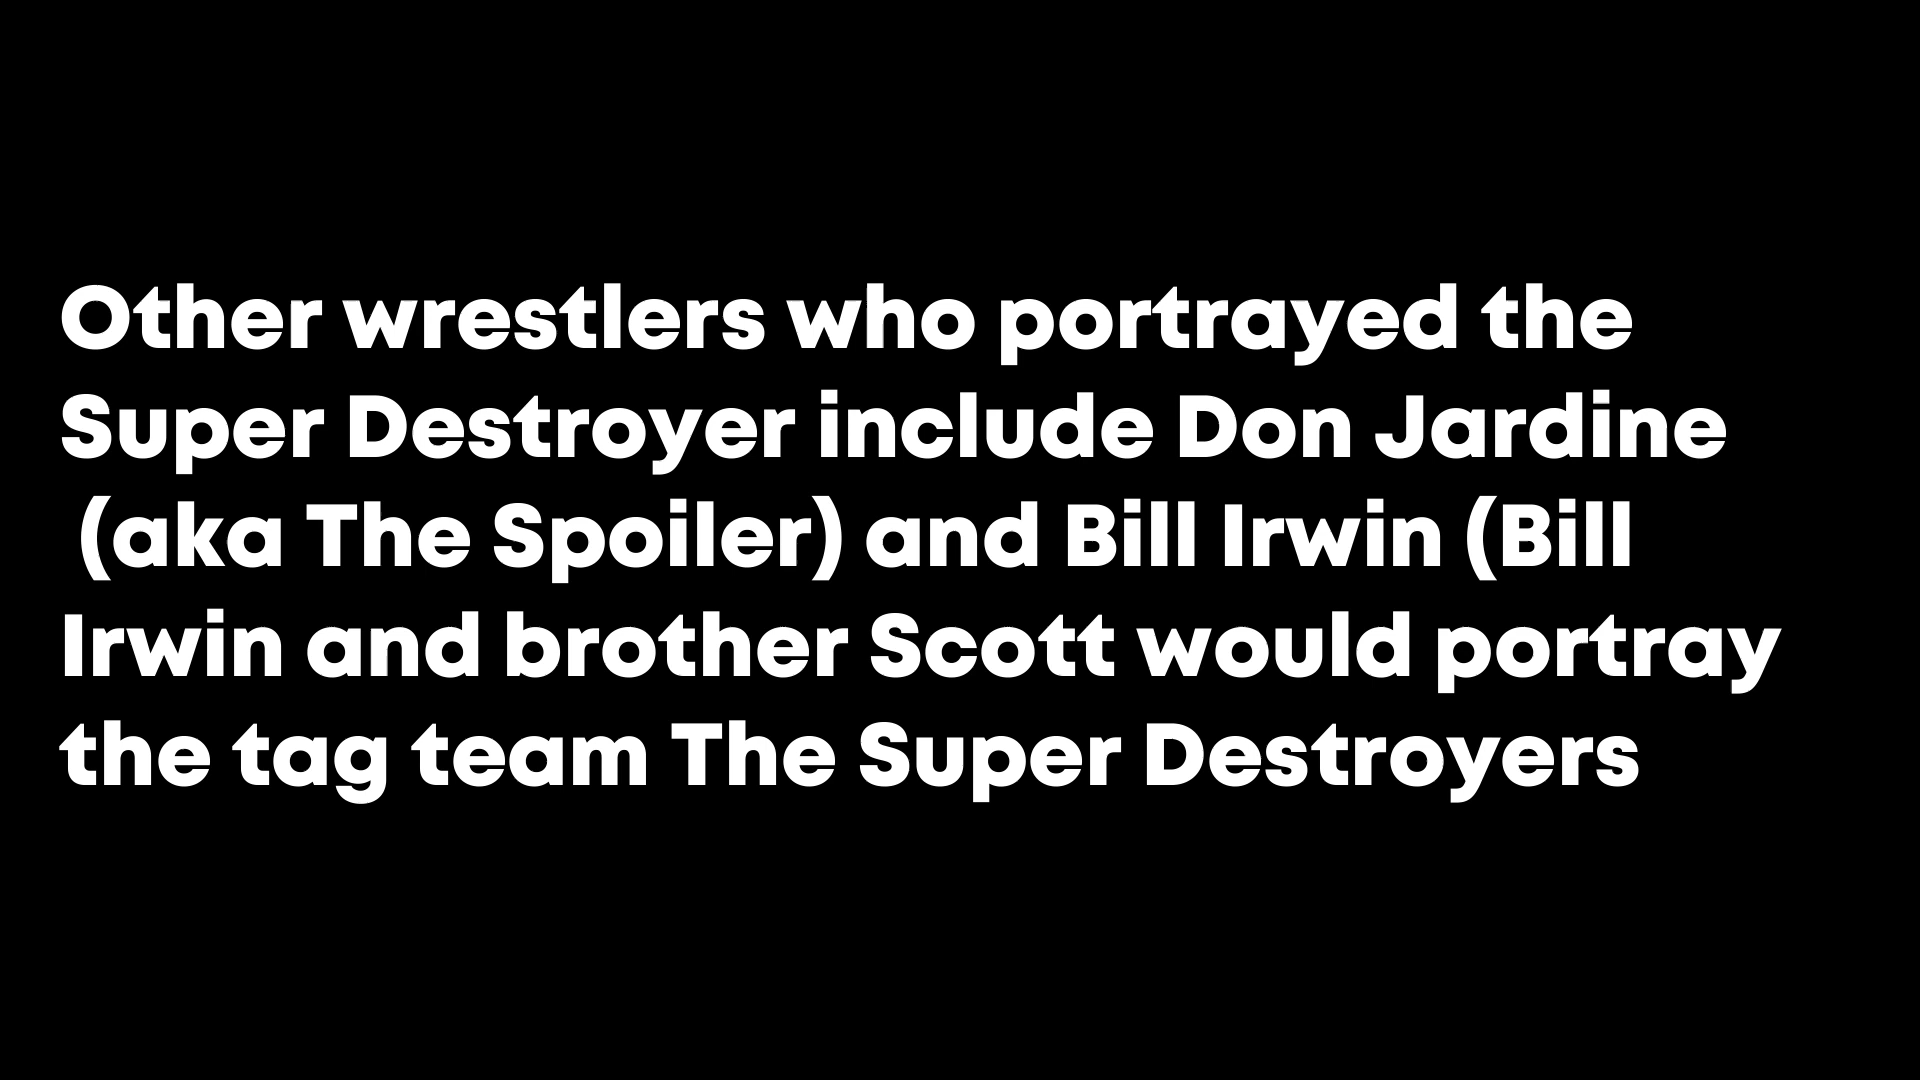 Other wrestlers who portrayed the
Super Destroyer include Don Jardine
(aka The Spoiler) and Bill Irwin (Bill
Irwin and brother Scott would portray
the tag team The Super Destroyers